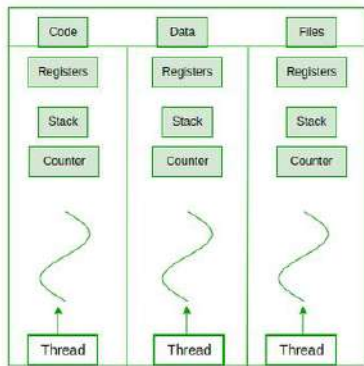 Code Data Files
Registers Registers Registers
Stack Stack Stack
Counter Counter Counter
Thread Thread Thread